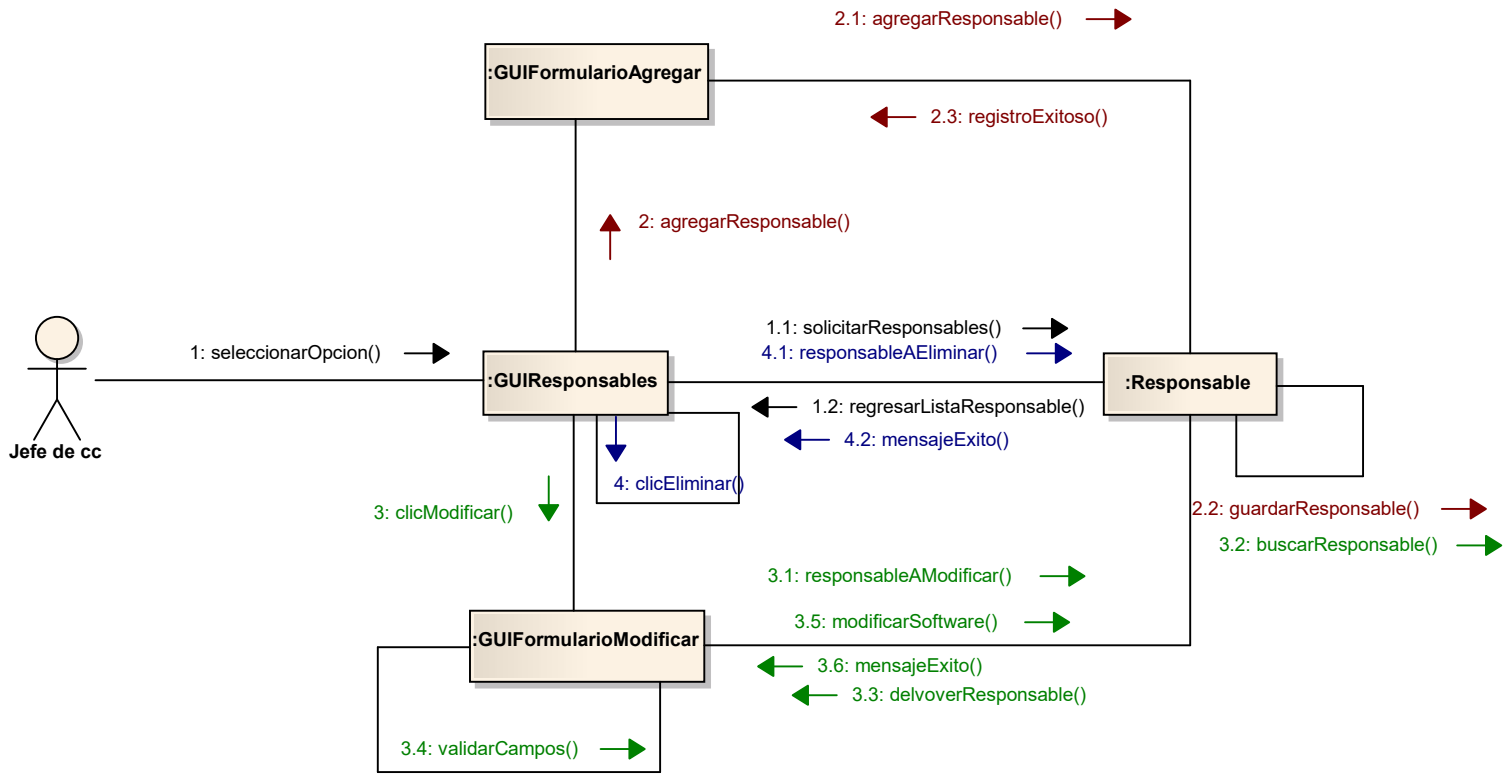 2.1: agregarResponsable()
:GUIFormularioAgregar
2.3: registroExitoso()
2: agregarResponsable()
1.1: solicitarResponsables()
1: seleccionarOpcion()
4.1: responsableAEliminar()
:GUIResponsables
:Responsable
1.2: regresarListaResponsable()
4.2: mensajeExito()
Jefe de cc
4: clicEliminar()
3: clicModificar()
2.2: guardarResponsable()
3.2: buscarResponsable()
3.1: responsableAModificar()
3.5: modificarSoftware()
:GUIFormularioModificar
3.6: mensajeExito()
3.3: delvoverResponsable()
3.4: validarCampos()